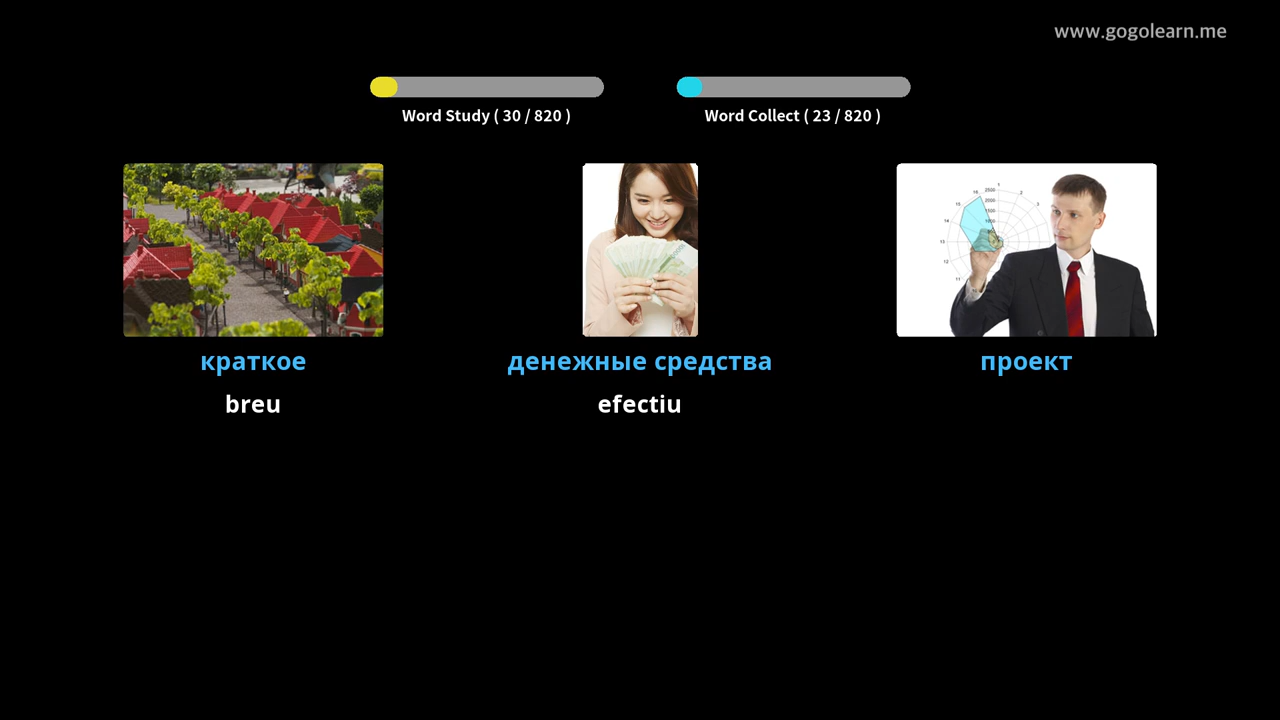 www.gogolearn.me
Word Study ( 30 / 820 )
Word Collect ( 23 / 820 )
краткое
денежные средства
проект
breu
efectiu